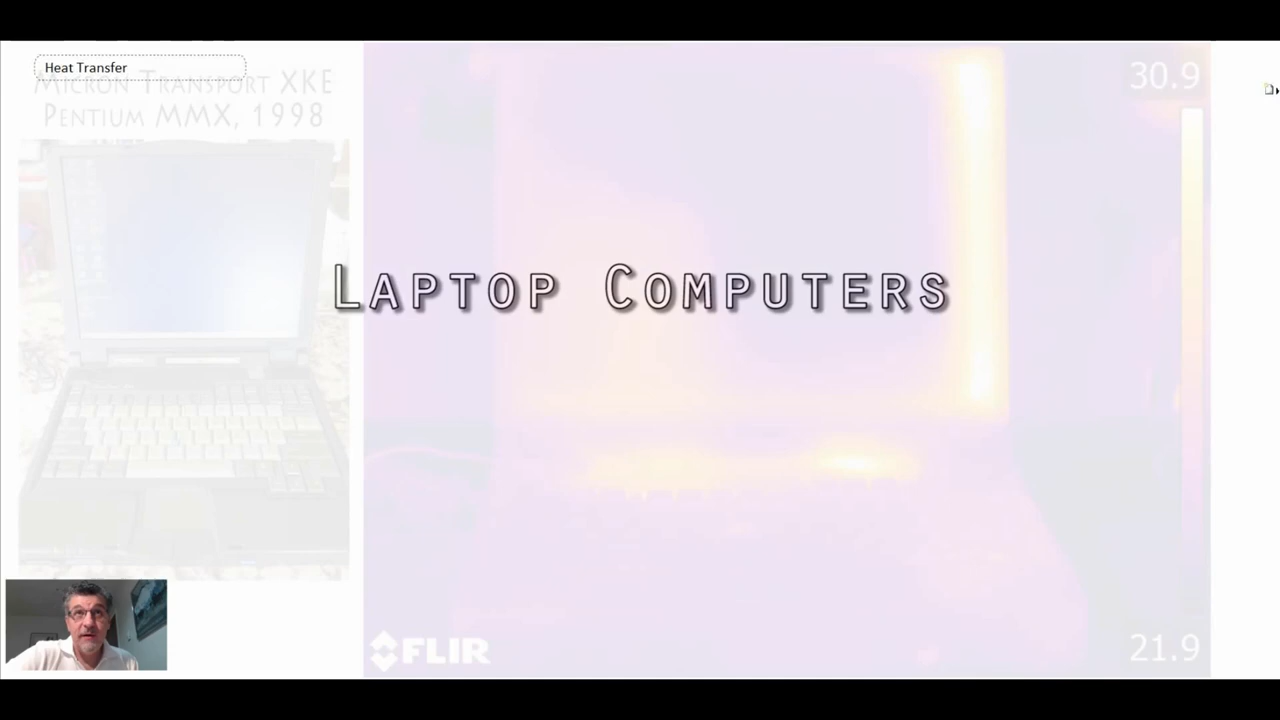 Heat Transfer
Micron Transport XKE
Pentium MMX, 1998
30.9
Laptop Computers
FLIR
21.9